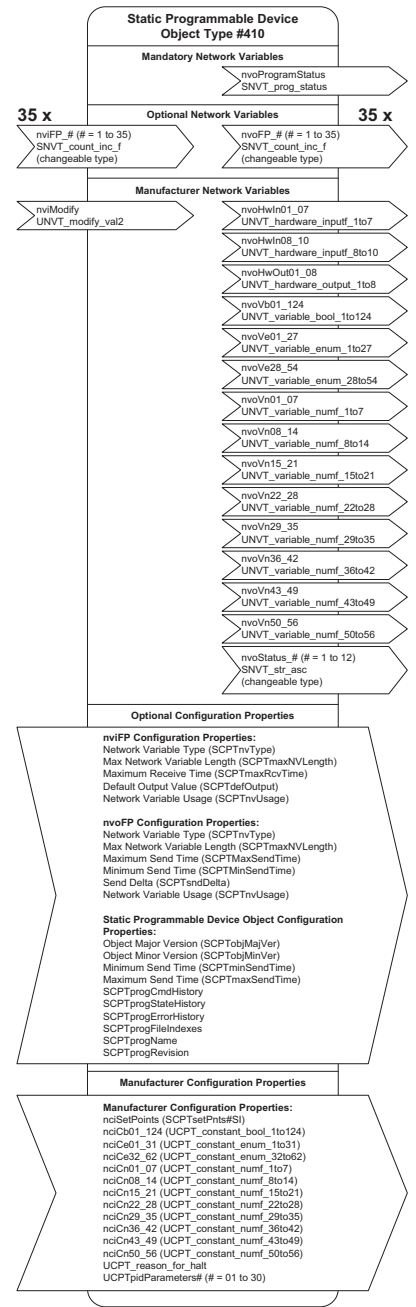 Static Programmable Device
Object Type #410
Mandatory Network Variables
nvoProgramStatus
SNVT_prog_status
35 x
Optional Network Variables
35 x
nviFP_# (# = 1 to 35)
SNVT_count_inc_f
(changeable type)
nvoFP_# (# = 1 to 35)
SNVT_count_inc_f
(changeable type)
Manufacturer Network Variables
nviModify
UNVT_modify_val2
nvoHwIn01_07
UNVT_hardware_inputf_1to7
nvoHwIn08_10
UNVT_hardware_inputf_8to10
nvoHwOut01_08
UNVT_hardware_output_1to8
nvoVb01_124
UNVT_variable_bool_1to124
nvoVe01_27
UNVT_variable_enum_1to27
nvoVe28_54
UNVT_variable_enum_28to54
nvoVn01_07
UNVT_variable_numf_1to7
nvoVn08_14
UNVT_variable_numf_8to14
nvoVn15_21
UNVT_variable_numf_15to21
nvoVn22_28
UNVT_variable_numf_22to28
nvoVn29_35
UNVT_variable_numf_29to35
nvoVn36_42
UNVT_variable_numf_36to42
nvoVn43_49
UNVT_variable_numf_43to49
nvoVn50_56
UNVT_variable_numf_50to56
nvoStatus_# (# = 1 to 12)
SNVT_str_asc
(changeable type)
Optional Configuration Properties
nviFP Configuration Properties:
Network Variable Type (SCPTnvType)
Max Network Variable Length (SCPTmaxNVLength)
Maximum Receive Time (SCPTmaxRcvTime)
Default Output Value (SCPTdefOutput)
Network Variable Usage (SCPTnvUsage)
nvoFP Configuration Properties:
Network Variable Type (SCPTnvType)
Max Network Variable Length (SCPTmaxNVLength)
Maximum Send Time (SCPTMaxSendTime)
Minimum Send Time (SCPTMinSendTime)
Send Delta (SCPTsndDelta)
Network Variable Usage (SCPTnvUsage)
Static Programmable Device Object Configuration
Properties:
Object Major Version (SCPTobjMajVer)
Object Minor Version (SCPTobjMinVer)
Minimum Send Time (SCPTminSendTime)
Maximum Send Time (SCPTmaxSendTime)
SCPTprogCmdHistory
SCPTprogStateHistory
SCPTprogErrorHistory
SCPTprogFileIndexes
SCPTprogName
SCPTprogRevision
Manufacturer Configuration Properties
Manufacturer Configuration Properties:
nciSetPoints (SCPTsetPnts#SI)
nciCb01_124 (UCPT_constant_bool_1to124)
nciCe01_31 (UCPT_constant_enum_1to31)
nciCe32_62 (UCPT_constant_enum_32to62)
nciCn01_07 (UCPT_constant_numf_1to7)
nciCn08_14 (UCPT_constant_numf_8to14)
nciCn15_21 (UCPT_constant_numf_15to21)
nciCn22_28 (UCPT_constant_numf_22to28)
nciCn29_35 (UCPT_constant_numf_29to35)
nciCn36_42 (UCPT_constant_numf_36to42)
nciCn43_49 (UCPT_constant_numf_43to49)
nciCn50_56 (UCPT_constant_numf_50to56)
UCPT_reason_for_halt
UCPTpidParameters# (# = 01 to 30)